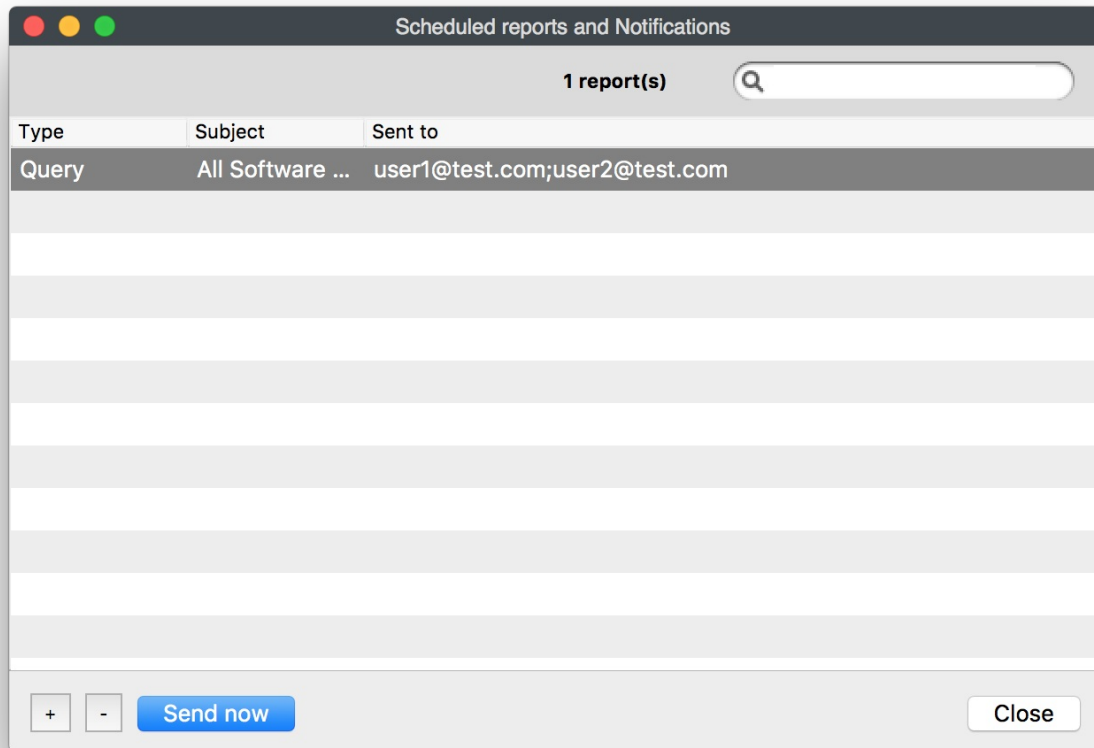 Scheduled reports and Notifications
1 report(s)
Type Subject Sent to
Query All Software ... user1@test.com;user2@test.com
+ - Send now Close